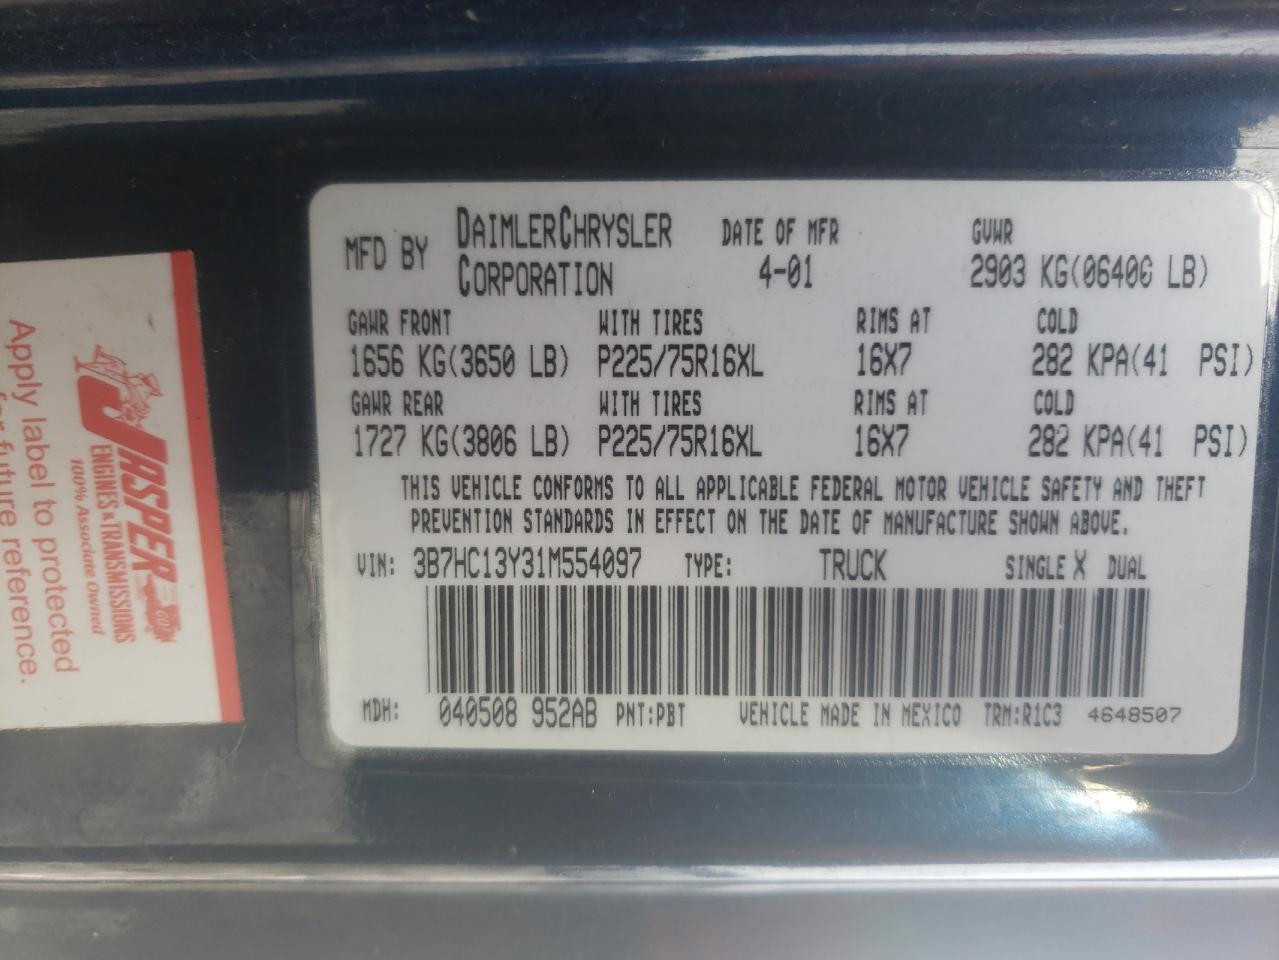 MFD BY DAIMLERCHRYSLER CORPORATION DATE OF MFR 4-01 GVWR 2903 KG(06400 LB)
GAWR FRONT WITH TIRES RIMS AT COLD
1656 KG(3650 LB) P225/75R16XL 16X7 282 KPA(41 PSI)
GAWR REAR WITH TIRES RIMS AT COLD
1727 KG(3806 LB) P225/75R16XL 16X7 282 KPA(41 PSI)
THIS VEHICLE CONFORMS TO ALL APPLICABLE FEDERAL MOTOR VEHICLE SAFETY AND THEFT
PREVENTION STANDARDS IN EFFECT ON THE DATE OF MANUFACTURE SHOWN ABOVE.
VIN: 3B7HC13Y31M554097 TYPE: TRUCK SINGLE X DUAL
MDH: 040508 952AB PNT:PBT VEHICLE MADE IN MEXICO TRM:R1C3 4648507
JASPER
ENGINES & TRANSMISSIONS
100% Associate Owned
Apply label to protected
for future reference.